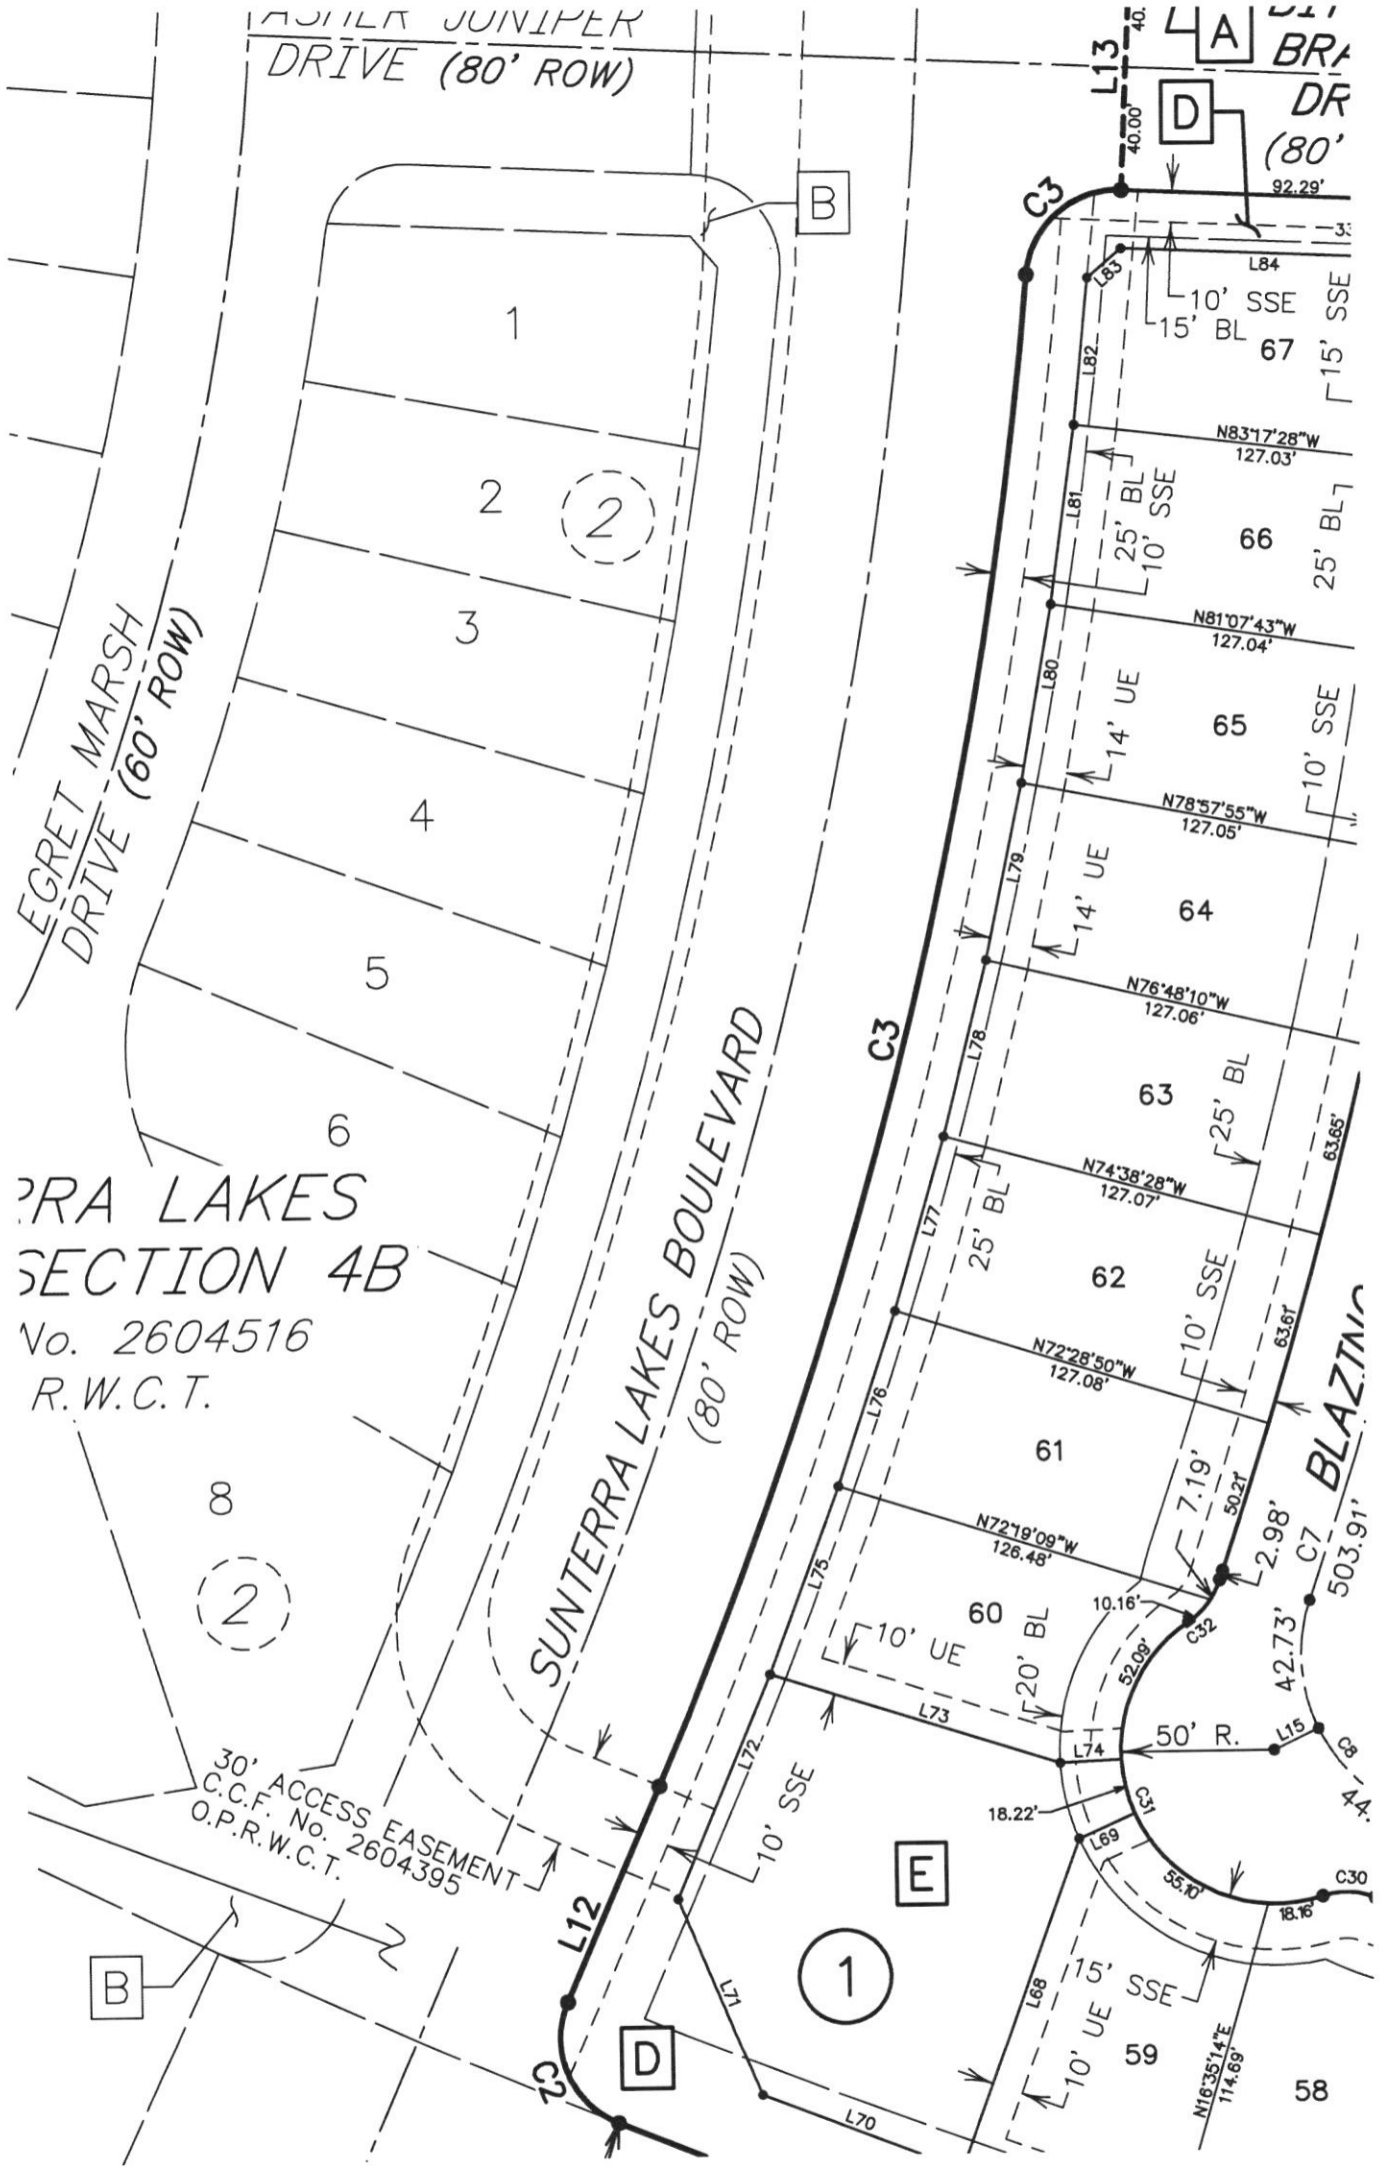 ASHER JUNIPER
DRIVE (80' ROW)
L13
40.
40.00'
A
BRA
DR
(80'
D
B
C3
92.29'
33
L83
L84
10' SSE
15' BL
15' SSE
67
1
L82
N83°17'28"W
127.03'
2
2
L81
25' BL
10' SSE
66
25' BL
3
N81°07'43"W
127.04'
EGRET MARSH
DRIVE (60' ROW)
L80
14' UE
65
10' SSE
4
N78°57'55"W
127.05'
L79
14' UE
64
5
N76°48'10"W
127.06'
C3
L78
63
25' BL
63.65'
6
N74°38'28"W
127.07'
RA LAKES
SECTION 4B
No. 2604516
R.W.C.T.
SUNTERRA LAKES BOULEVARD
(80' ROW)
L77
25' BL
62
10' SSE
63.61'
N72°28'50"W
127.08'
L76
61
BLAZING
8
2
7.19'
50.21'
N72°19'09"W
126.48'
2.98'
C7
503.91'
L75
60
10.16'
C32
10' UE
20' BL
52.09'
42.73'
L73
L74
50' R.
L15
C8
44.
L72
10' SSE
18.22'
C31
30' ACCESS EASEMENT
C.C.F. No. 2604395
O.P.R.W.C.T.
L69
E
55.10'
C30
18.16'
L12
B
1
L71
L68
15' SSE
10' UE
D
59
N16°35'14"E
114.69'
58
C2
L70